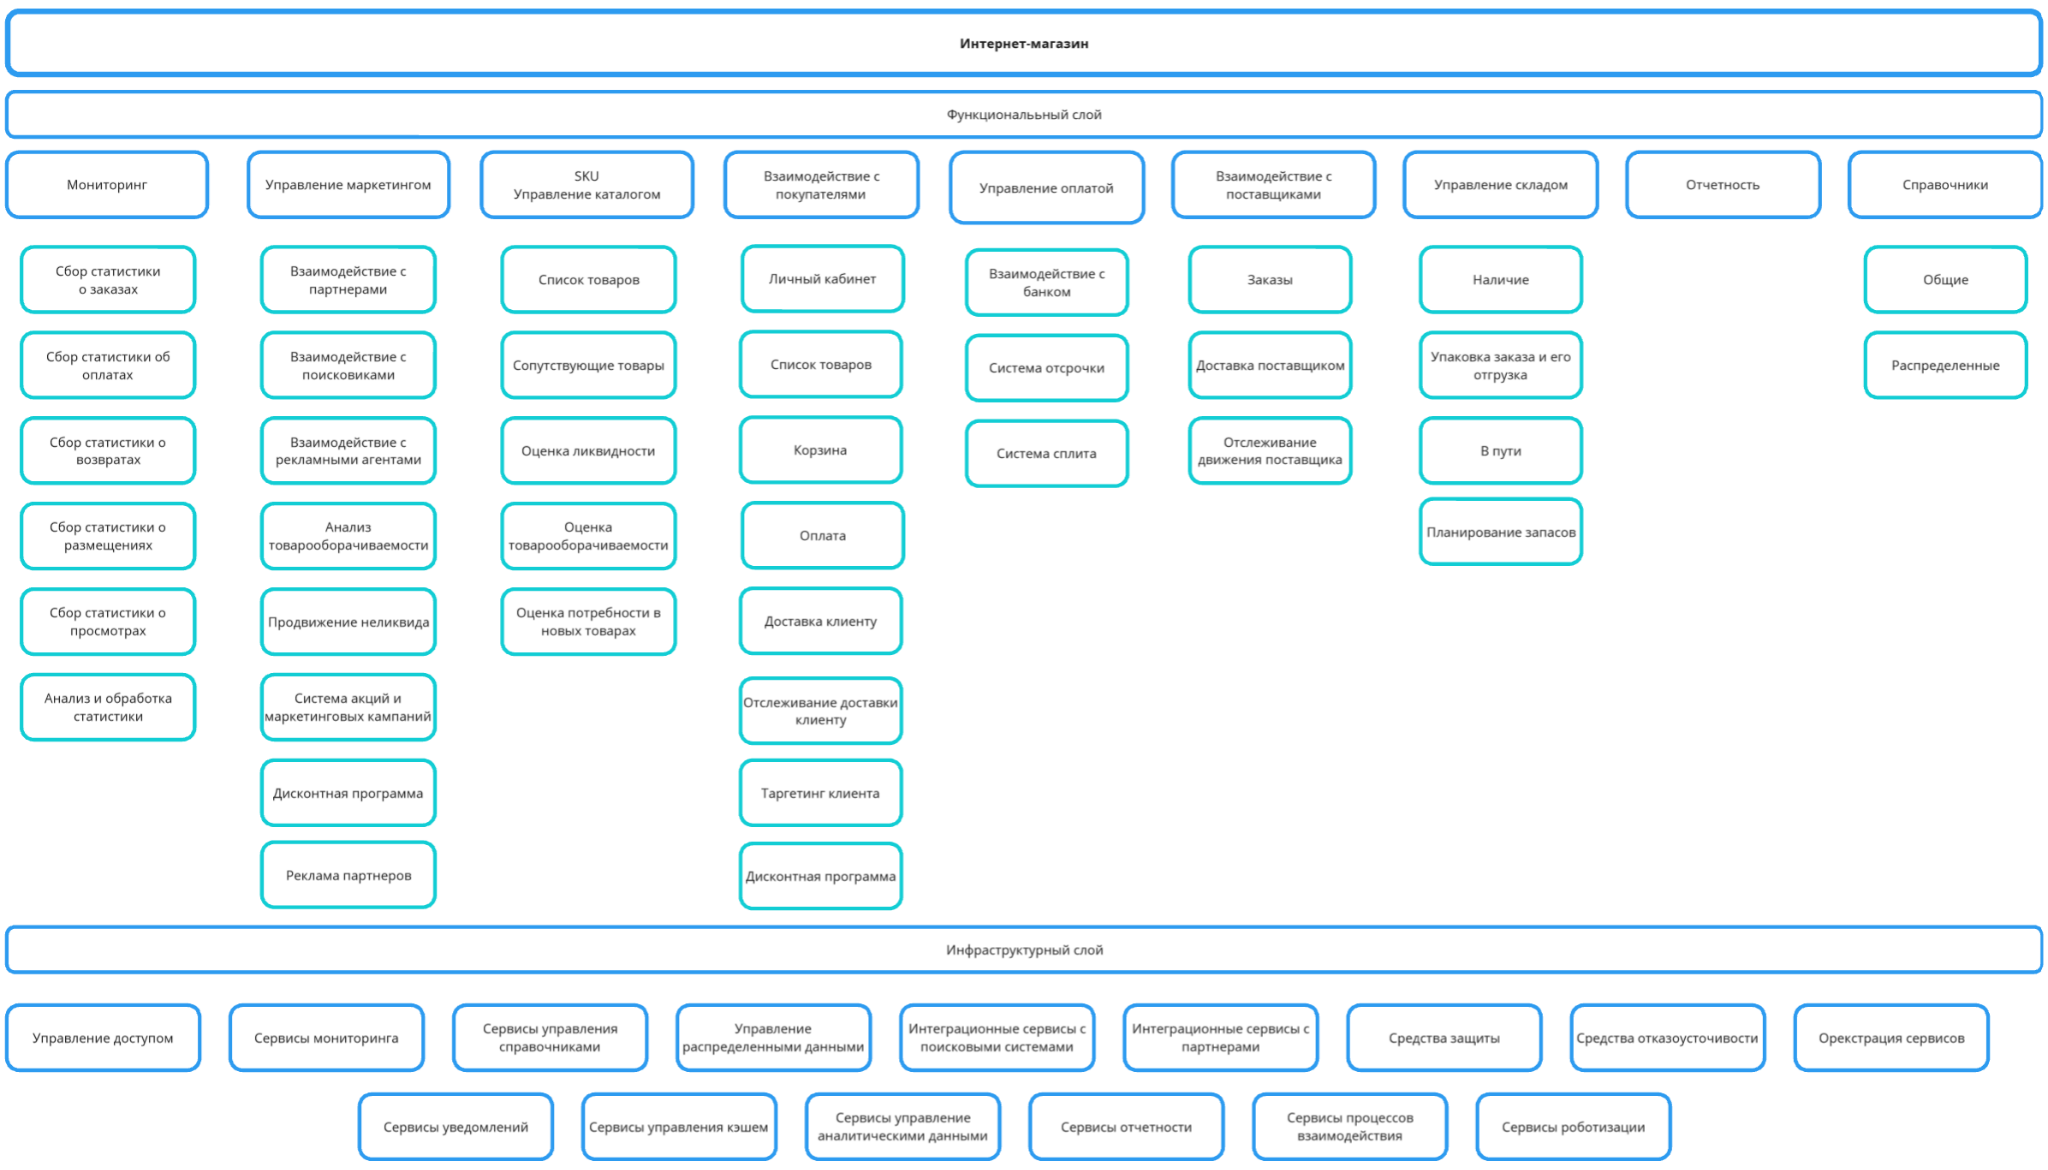 Интернет-магазин
Функциональьный слой
Мониторинг
Управление маркетингом
SKU
Управление каталогом
Взаимодействие с
покупателями
Управление оплатой
Взаимодействие с
поставщиками
Управление складом
Отчетность
Справочники
Сбор статистики
о заказах
Сбор статистики об
оплатах
Сбор статистики о
возвратах
Сбор статистики о
размещениях
Сбор статистики о
просмотрах
Анализ и обработка
статистики
Взаимодействие с
партнерами
Взаимодействие с
поисковиками
Взаимодействие с
рекламными агентами
Анализ
товарооборачиваемости
Продвижение неликвида
Система акций и
маркетинговых кампаний
Дисконтная программа
Реклама партнеров
Список товаров
Сопутствующие товары
Оценка ликвидности
Оценка
товарооборачиваемости
Оценка потребности в
новых товарах
Личный кабинет
Список товаров
Корзина
Оплата
Доставка клиенту
Отслеживание доставки
клиенту
Таргетинг клиента
Дисконтная программа
Взаимодействие с
банком
Система отсрочки
Система сплита
Заказы
Доставка поставщиком
Отслеживание
движения поставщика
Наличие
Упаковка заказа и его
отгрузка
В пути
Планирование запасов
Общие
Распределенные
Инфраструктурный слой
Управление доступом
Сервисы мониторинга
Сервисы управления
справочниками
Управление
распределенными данными
Интеграционные сервисы с
поисковыми системами
Интеграционные сервисы с
партнерами
Средства защиты
Средства отказоусточивости
Орекстрация сервисов
Сервисы уведомлений
Сервисы управления кэшем
Сервисы управление
аналитическими данными
Сервисы отчетности
Сервисы процессов
взаимодействия
Сервисы роботизации